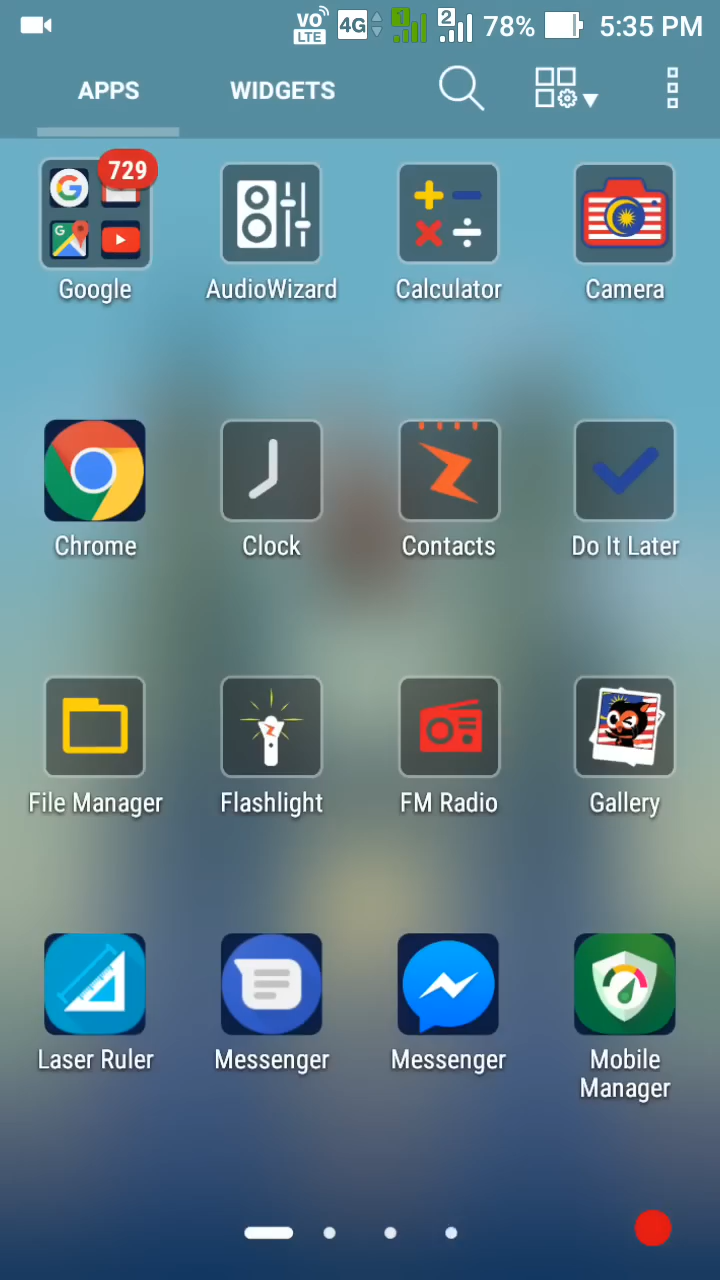 VO LTE 4G 1 2 78% 5:35 PM
APPS WIDGETS
729
Google AudioWizard Calculator Camera
Chrome Clock Contacts Do It Later
File Manager Flashlight FM Radio Gallery
Laser Ruler Messenger Messenger Mobile
Manager